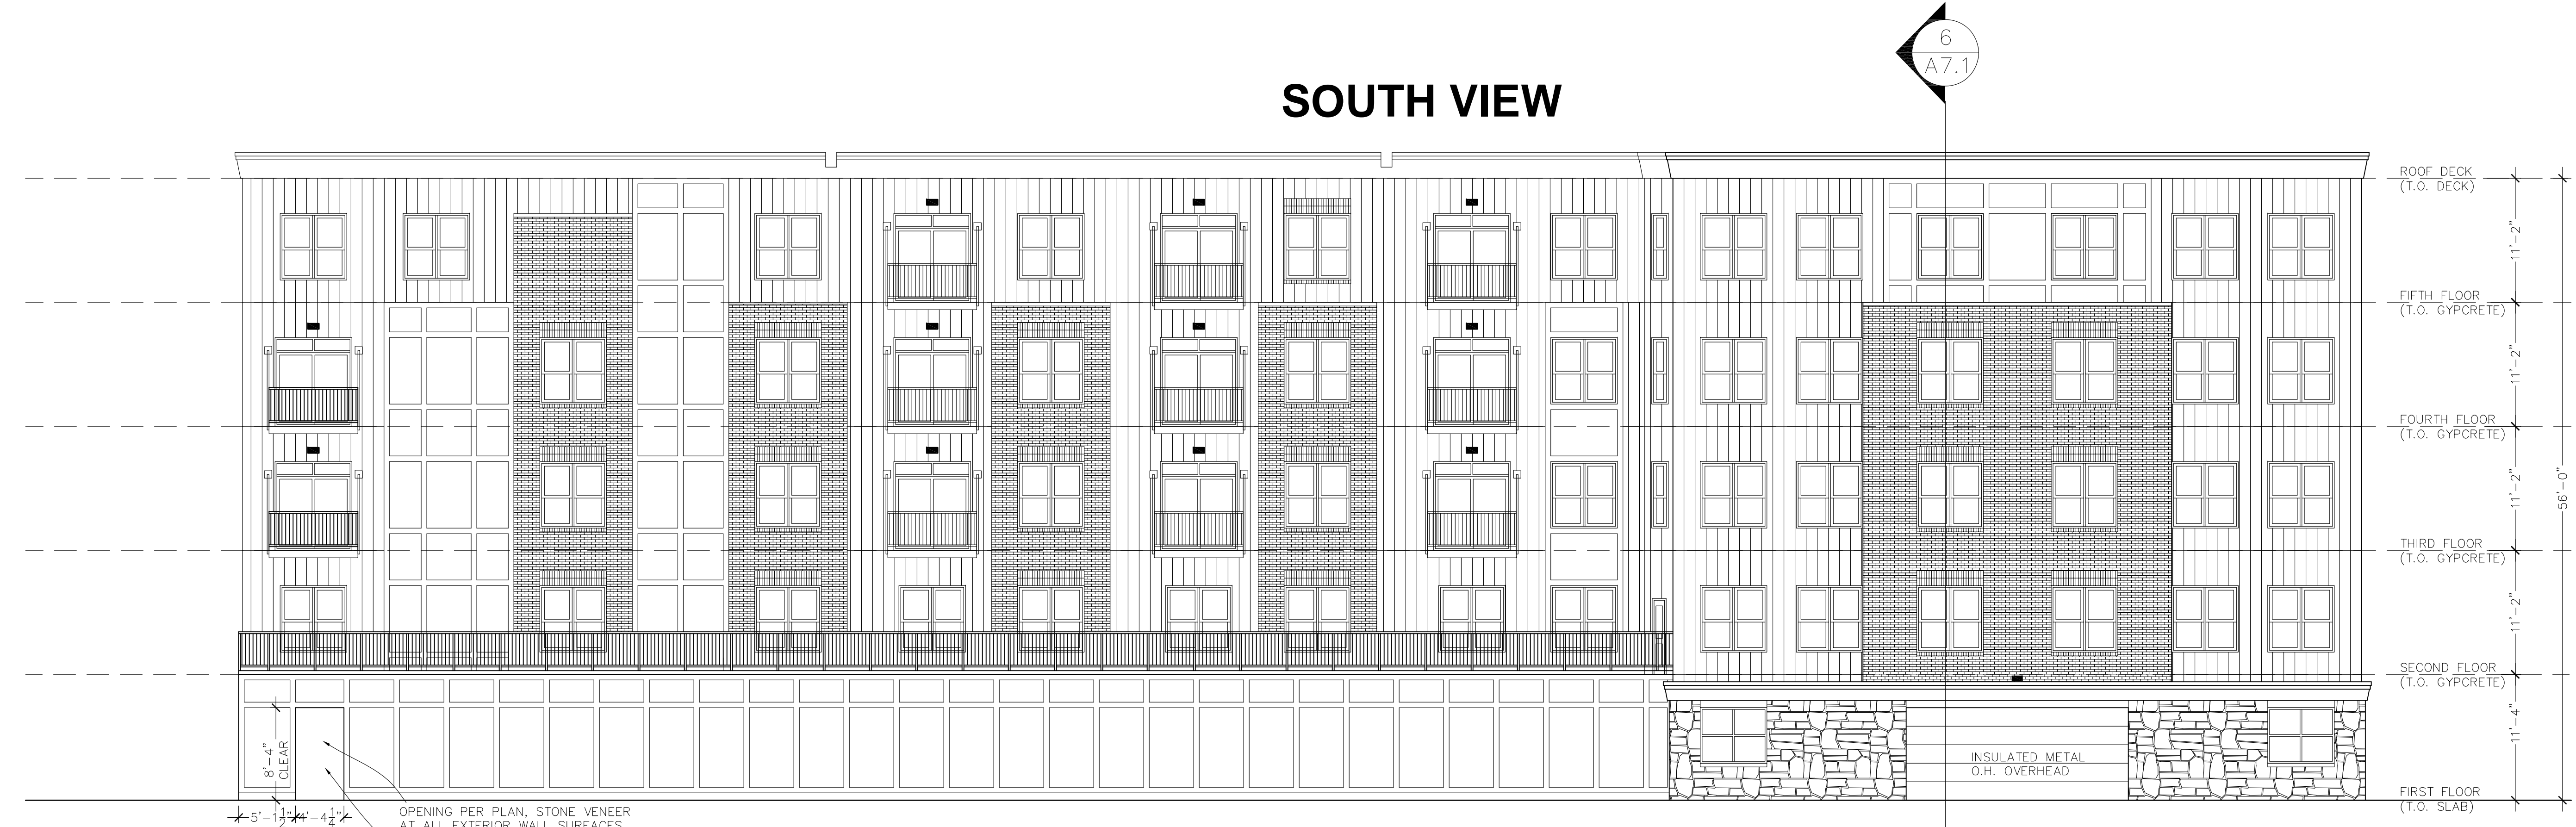 6
A7.1
SOUTH VIEW
ROOF DECK
(T.O. DECK)
11'-2"
FIFTH FLOOR
(T.O. GYPCRETE)
11'-2"
FOURTH FLOOR
(T.O. GYPCRETE)
11'-2"
56'-0"
THIRD FLOOR
(T.O. GYPCRETE)
11'-2"
SECOND FLOOR
(T.O. GYPCRETE)
11'-4"
8'-4"
CLEAR
INSULATED METAL
O.H. OVERHEAD
FIRST FLOOR
(T.O. SLAB)
5'-1 1/2"
4'-4 1/4"
OPENING PER PLAN, STONE VENEER
AT ALL EXTERIOR WALL SURFACES